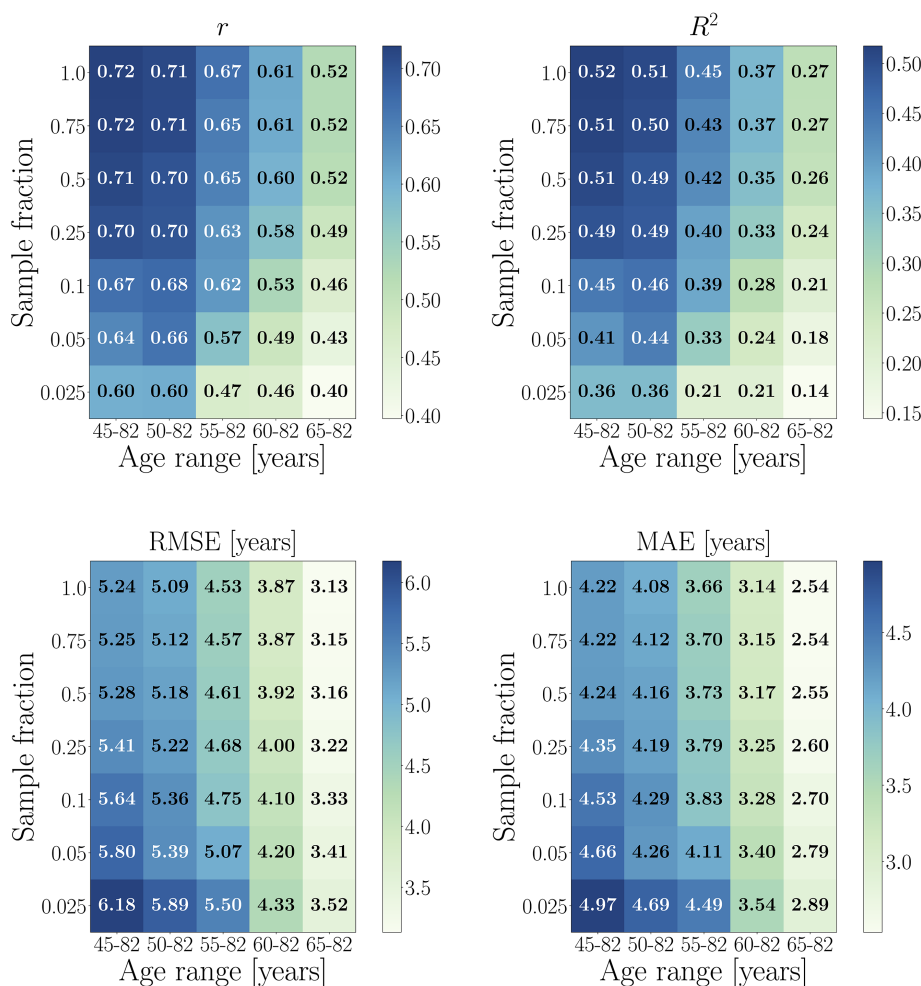 r
R²
Sample fraction
1.0 0.72 0.71 0.67 0.61 0.52
0.75 0.72 0.71 0.65 0.61 0.52
0.5 0.71 0.70 0.65 0.60 0.52
0.25 0.70 0.70 0.63 0.58 0.49
0.1 0.67 0.68 0.62 0.53 0.46
0.05 0.64 0.66 0.57 0.49 0.43
0.025 0.60 0.60 0.47 0.46 0.40
45-82 50-82 55-82 60-82 65-82
Age range [years]
0.70
0.65
0.60
0.55
0.50
0.45
0.40
Sample fraction
1.0 0.52 0.51 0.45 0.37 0.27
0.75 0.51 0.50 0.43 0.37 0.27
0.5 0.51 0.49 0.42 0.35 0.26
0.25 0.49 0.49 0.40 0.33 0.24
0.1 0.45 0.46 0.39 0.28 0.21
0.05 0.41 0.44 0.33 0.24 0.18
0.025 0.36 0.36 0.21 0.21 0.14
45-82 50-82 55-82 60-82 65-82
Age range [years]
0.50
0.45
0.40
0.35
0.30
0.25
0.20
0.15
RMSE [years]
Sample fraction
1.0 5.24 5.09 4.53 3.87 3.13
0.75 5.25 5.12 4.57 3.87 3.15
0.5 5.28 5.18 4.61 3.92 3.16
0.25 5.41 5.22 4.68 4.00 3.22
0.1 5.64 5.36 4.75 4.10 3.33
0.05 5.80 5.39 5.07 4.20 3.41
0.025 6.18 5.89 5.50 4.33 3.52
45-82 50-82 55-82 60-82 65-82
Age range [years]
6.0
5.5
5.0
4.5
4.0
3.5
MAE [years]
Sample fraction
1.0 4.22 4.08 3.66 3.14 2.54
0.75 4.22 4.12 3.70 3.15 2.54
0.5 4.24 4.16 3.73 3.17 2.55
0.25 4.35 4.19 3.79 3.25 2.60
0.1 4.53 4.29 3.83 3.28 2.70
0.05 4.66 4.26 4.11 3.40 2.79
0.025 4.97 4.69 4.49 3.54 2.89
45-82 50-82 55-82 60-82 65-82
Age range [years]
4.5
4.0
3.5
3.0